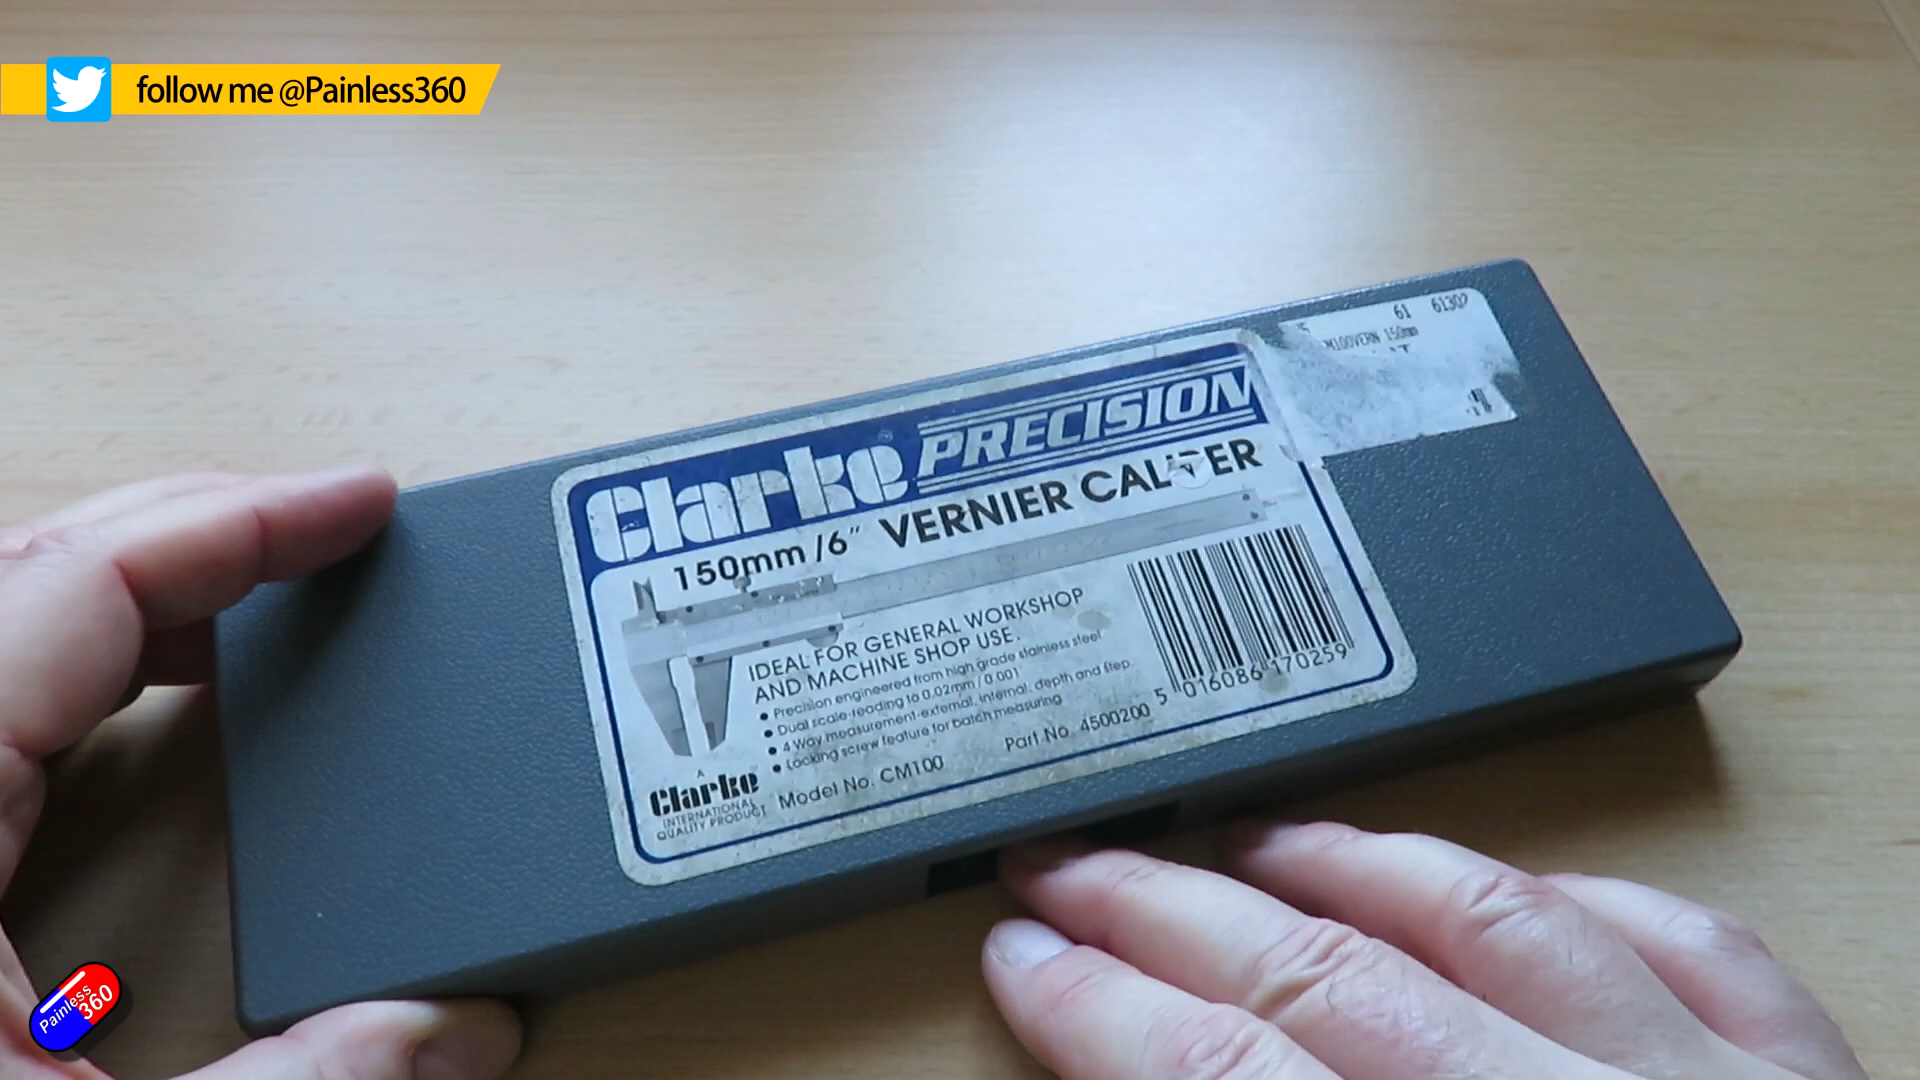 follow me @Painless360
61 61307
M100VERN 150mm
Clarke PRECISION
150mm /6" VERNIER CALIPER
IDEAL FOR GENERAL WORKSHOP
AND MACHINE SHOP USE.
• Precision engineered from high grade stainless steel
• Dual scale-reading to 0.02mm / 0.001"
• 4 Way measurement-external, internal, depth and step.
• Locking screw feature for batch measuring
Model No. CM100 Part No. 4500200
5 016086 170259
A
Clarke
INTERNATIONAL
QUALITY PRODUCT
Painless
360